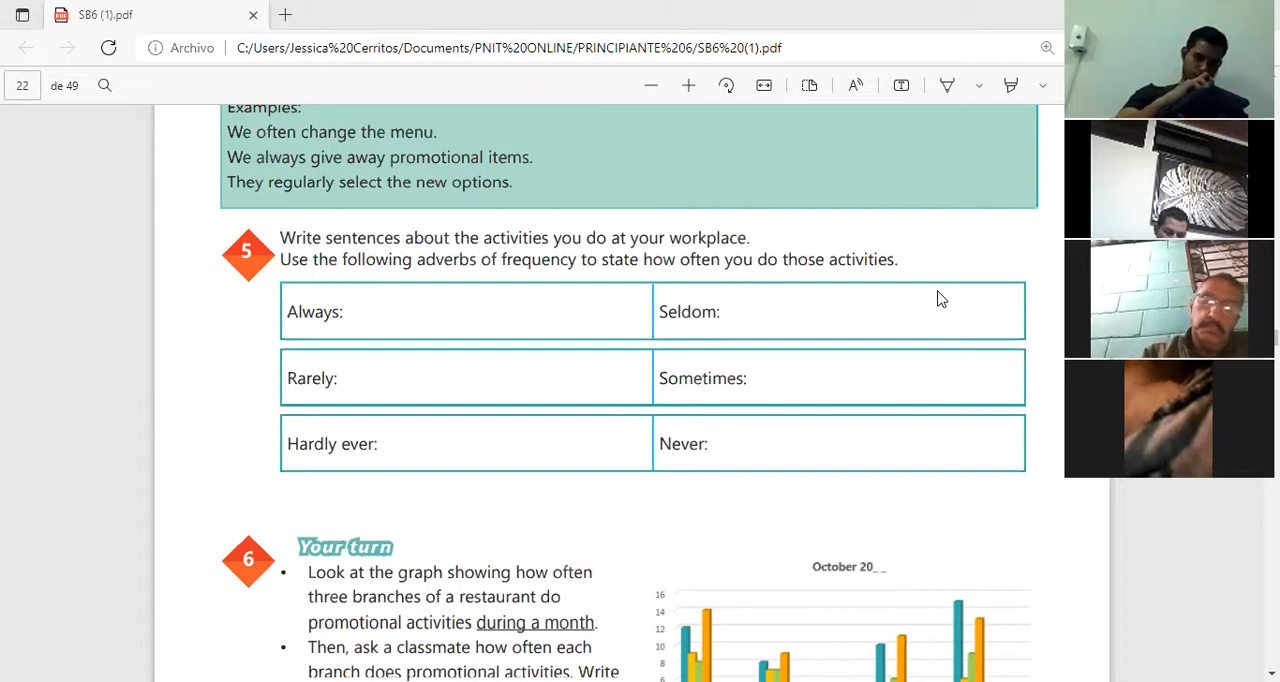 SB6 (1).pdf
Archivo
C:/Users/Jessica%20Cerritos/Documents/PNIT%20ONLINE/PRINCIPIANTE%206/SB6%20(1).pdf
22
de 49
Examples:
We often change the menu.
We always give away promotional items.
They regularly select the new options.
5
Write sentences about the activities you do at your workplace.
Use the following adverbs of frequency to state how often you do those activities.
Always:
Seldom:
Rarely:
Sometimes:
Hardly ever:
Never:
6
Your turn
• Look at the graph showing how often
three branches of a restaurant do
promotional activities during a month.
• Then, ask a classmate how often each
branch does promotional activities. Write
October 20_ _
16
14
12
10
8
6